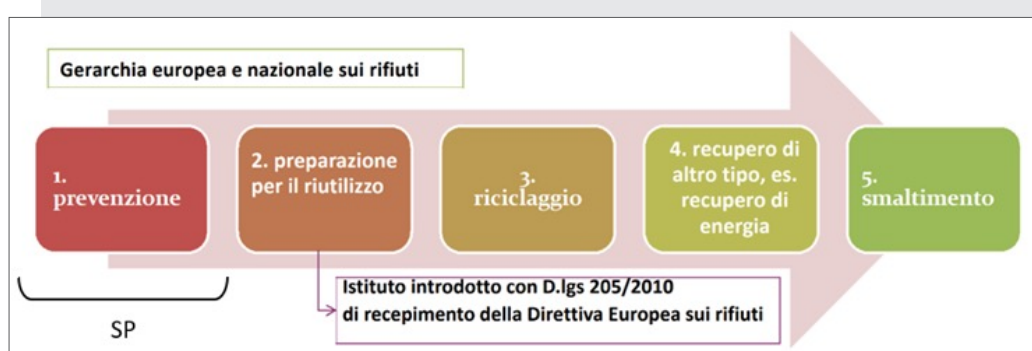 Gerarchia europea e nazionale sui rifiuti
1.
prevenzione
2. preparazione
per il riutilizzo
3.
riciclaggio
4. recupero di
altro tipo, es.
recupero di
energia
5.
smaltimento
Istituto introdotto con D.lgs 205/2010
di recepimento della Direttiva Europea sui rifiuti
SP